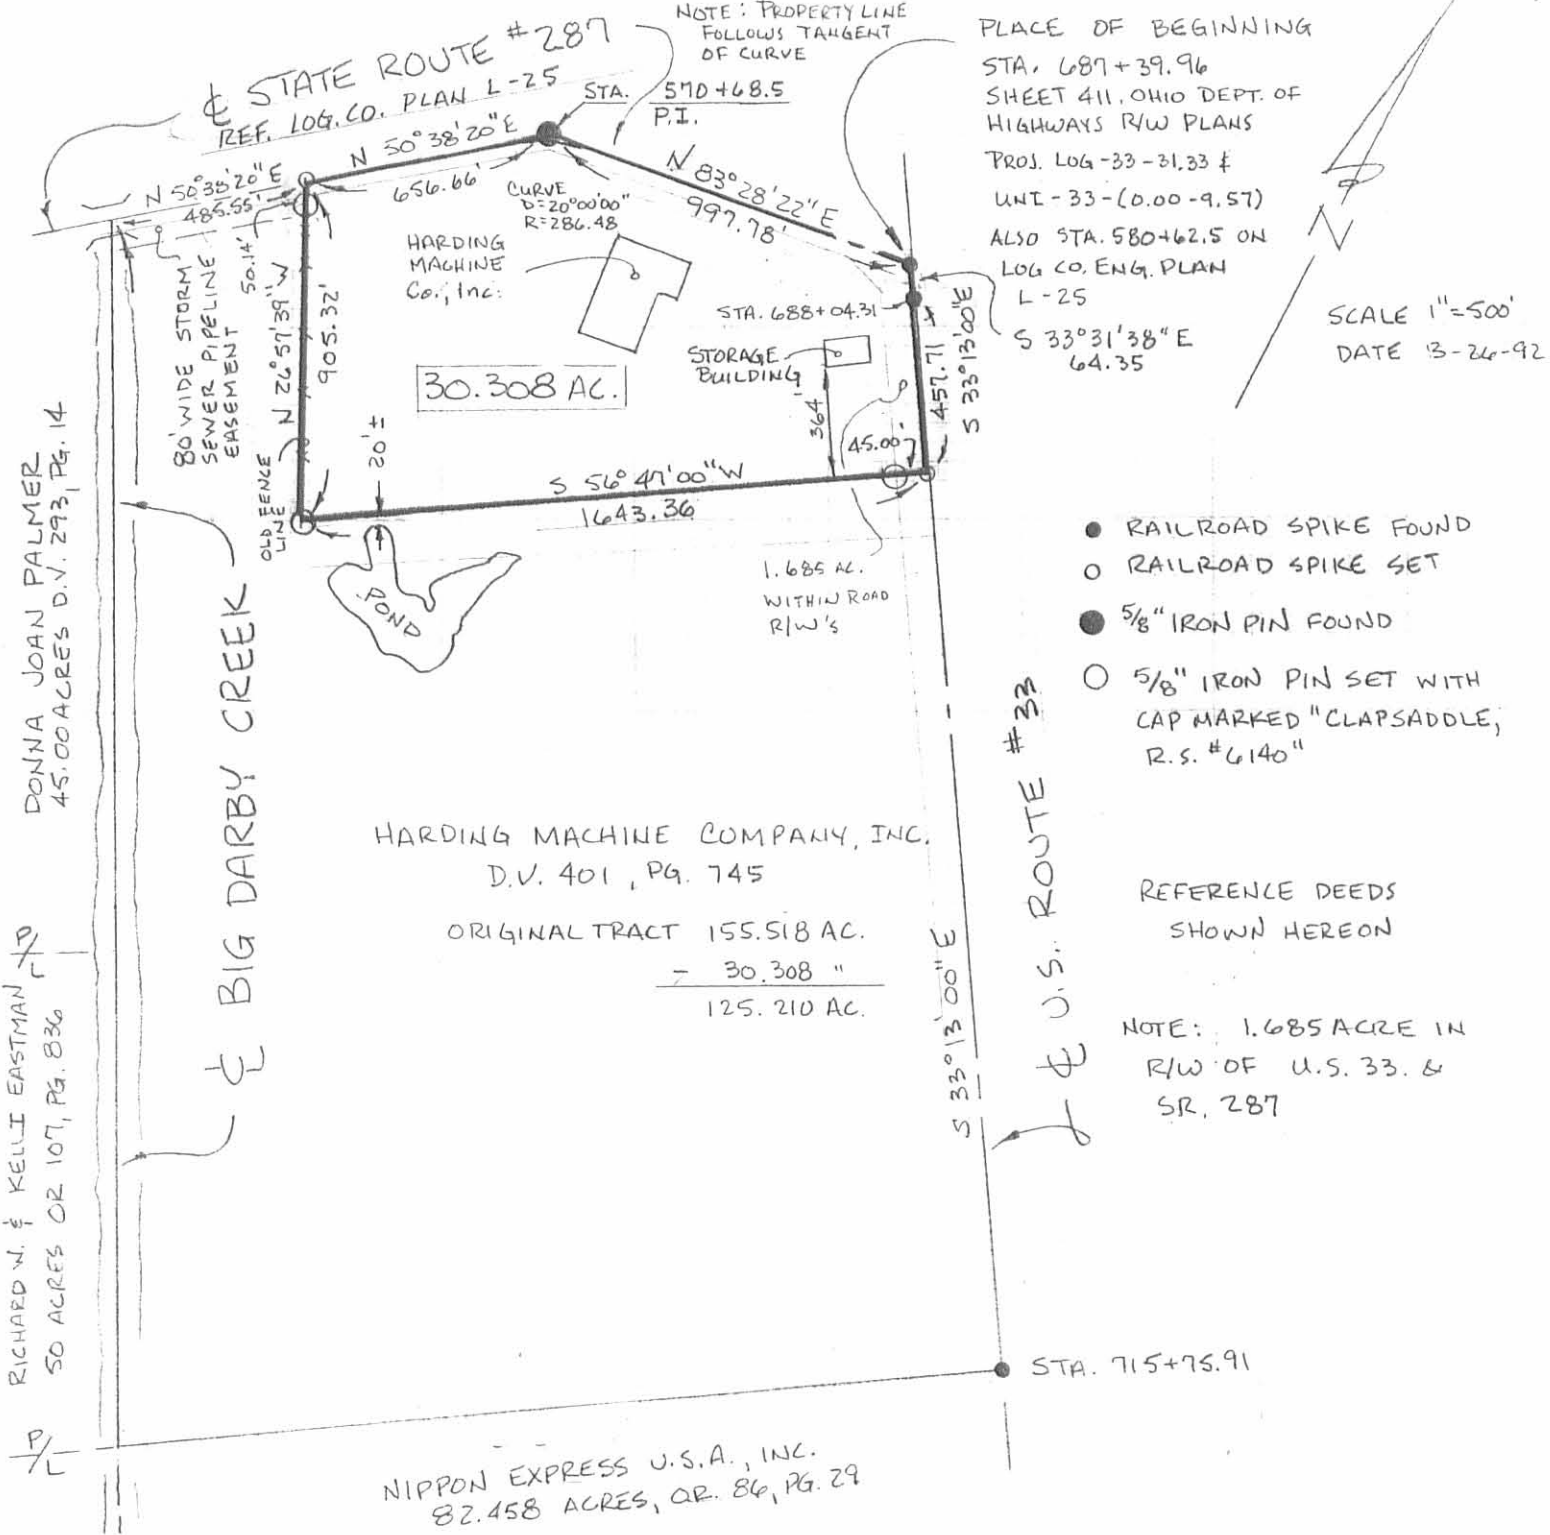 ℄ STATE ROUTE #287
REF. LOG. CO. PLAN L-25
NOTE: PROPERTY LINE
FOLLOWS TANGENT
OF CURVE
STA. 570+68.5
P.I.
PLACE OF BEGINNING
STA. 687+39.96
SHEET 411, OHIO DEPT. OF
HIGHWAYS R/W PLANS
PROJ. LOG-33-31.33 &
UNI-33-(0.00-9.57)
ALSO STA. 580+62.5 ON
LOG CO. ENG. PLAN
L-25
S 33°31'38" E
64.35
N
SCALE 1"=500'
DATE 3-26-92
N 50°38'20" E
485.55'
N 50°38'20" E
656.66'
CURVE
D=20°00'00"
R=286.48
N 83°28'22" E
997.78'
HARDING
MACHINE
Co., Inc.
STA. 688+04.31
STORAGE
BUILDING
30.308 AC.
364'
45.00'
457.71
S 33°13'00" E
50.14'
N 26°57'39" W
905.32'
80' WIDE STORM
SEWER PIPELINE
EASEMENT
OLD FENCE
LINE
20'±
S 56°47'00" W
1643.36
POND
1.685 AC.
WITHIN ROAD
R/W'S
RAILROAD SPIKE FOUND
RAILROAD SPIKE SET
5/8" IRON PIN FOUND
5/8" IRON PIN SET WITH
CAP MARKED "CLAPSADDLE,
R.S. #6140"
DONNA JOAN PALMER
45.00 ACRES D.V. 293, PG. 14
℄ BIG DARBY CREEK
HARDING MACHINE COMPANY, INC.
D.V. 401, PG. 745
ORIGINAL TRACT 155.518 AC.
- 30.308 "
125.210 AC.
S 33°13'00" E
℄ U.S. ROUTE #33
REFERENCE DEEDS
SHOWN HEREON
NOTE: 1.685 ACRE IN
R/W OF U.S. 33. &
SR. 287
P/L
RICHARD W. & KELLI EASTMAN
50 ACRES OR 107, PG. 836
P/L
STA. 715+75.91
NIPPON EXPRESS U.S.A., INC.
82.458 ACRES, OR. 86, PG. 29